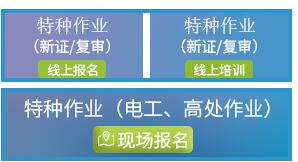 特种作业
（新证/复审）
线上报名
特种作业
（新证/复审）
线上培训
特种作业（电工、高处作业）
现场报名